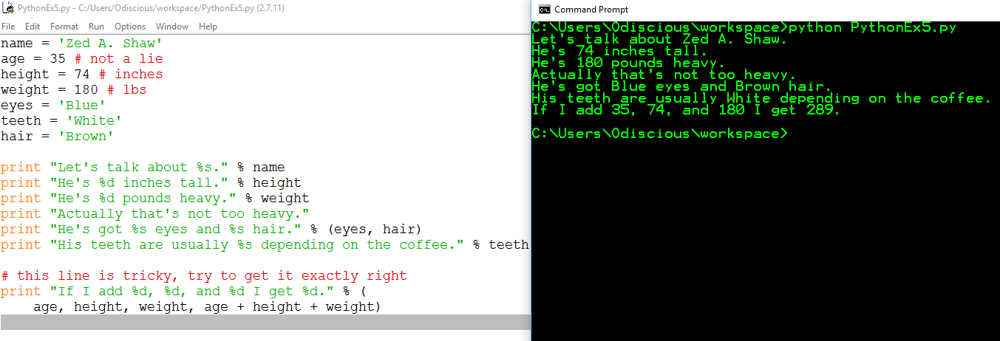 PythonEx5.py - C:/Users/Odiscious/workspace/PythonEx5.py (2.7.11)
File Edit Format Run Options Window Help
name = 'Zed A. Shaw'
age = 35 # not a lie
height = 74 # inches
weight = 180 # lbs
eyes = 'Blue'
teeth = 'White'
hair = 'Brown'
print "Let's talk about %s." % name
print "He's %d inches tall." % height
print "He's %d pounds heavy." % weight
print "Actually that's not too heavy."
print "He's got %s eyes and %s hair." % (eyes, hair)
print "His teeth are usually %s depending on the coffee." % teeth
# this line is tricky, try to get it exactly right
print "If I add %d, %d, and %d I get %d." % (
    age, height, weight, age + height + weight)
Command Prompt
C:\Users\Odiscious\workspace>python PythonEx5.py
Let's talk about Zed A. Shaw.
He's 74 inches tall.
He's 180 pounds heavy.
Actually that's not too heavy.
He's got Blue eyes and Brown hair.
His teeth are usually White depending on the coffee.
If I add 35, 74, and 180 I get 289.
C:\Users\Odiscious\workspace>